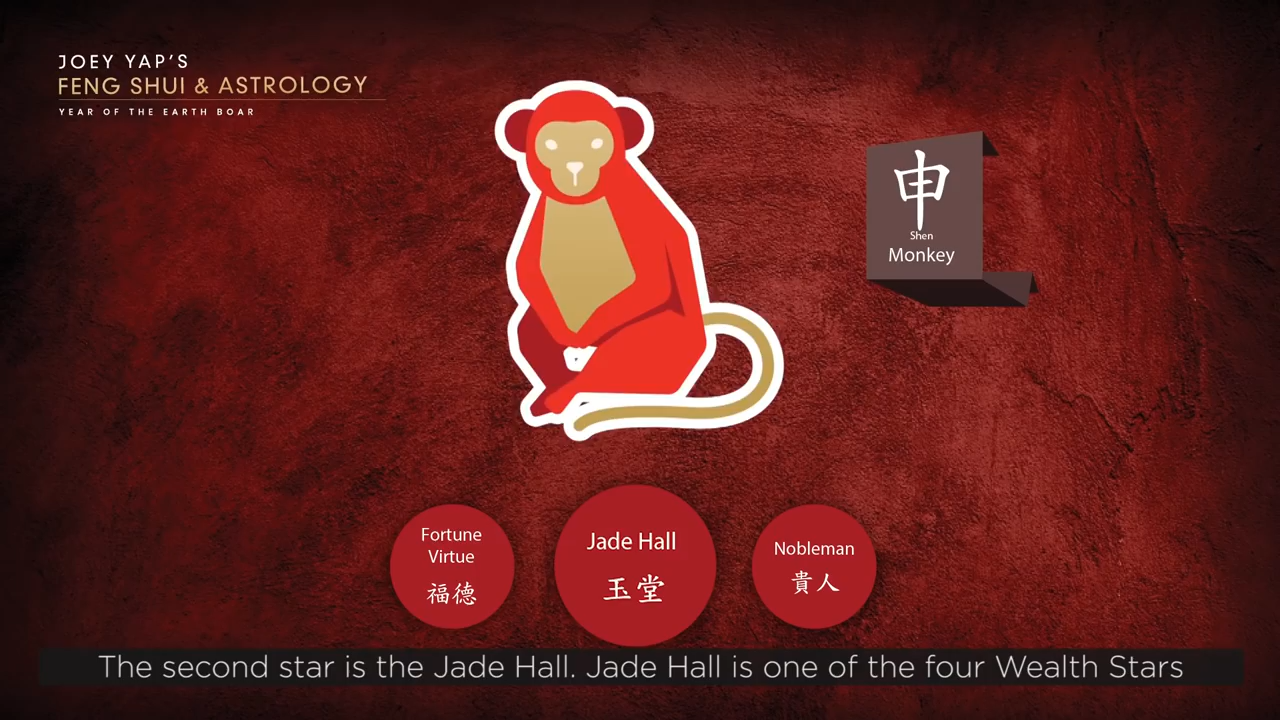 JOEY YAP'S
FENG SHUI & ASTROLOGY
YEAR OF THE EARTH BOAR
申
Shen
Monkey
Fortune
Virtue
福德
Jade Hall
玉堂
Nobleman
貴人
The second star is the Jade Hall. Jade Hall is one of the four Wealth Stars